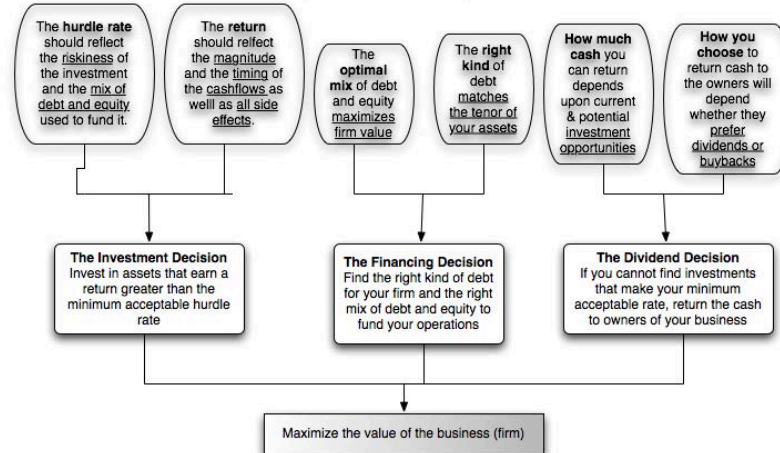 The hurdle rate
should reflect
the riskiness of
the investment
and the mix of
debt and equity
used to fund it.
The return
should relfect
the magnitude
and the timing of
the cashflows as
welll as all side
effects.
The
optimal
mix of debt
and equity
maximizes
firm value
The right
kind of
debt
matches
the tenor of
your assets
How much
cash you
can return
depends
upon current
& potential
investment
opportunities
How you
choose to
return cash to
the owners will
depend
whether they
prefer
dividends or
buybacks
The Investment Decision
Invest in assets that earn a
return greater than the
minimum acceptable hurdle
rate
The Financing Decision
Find the right kind of debt
for your firm and the right
mix of debt and equity to
fund your operations
The Dividend Decision
If you cannot find investments
that make your minimum
acceptable rate, return the cash
to owners of your business
Maximize the value of the business (firm)